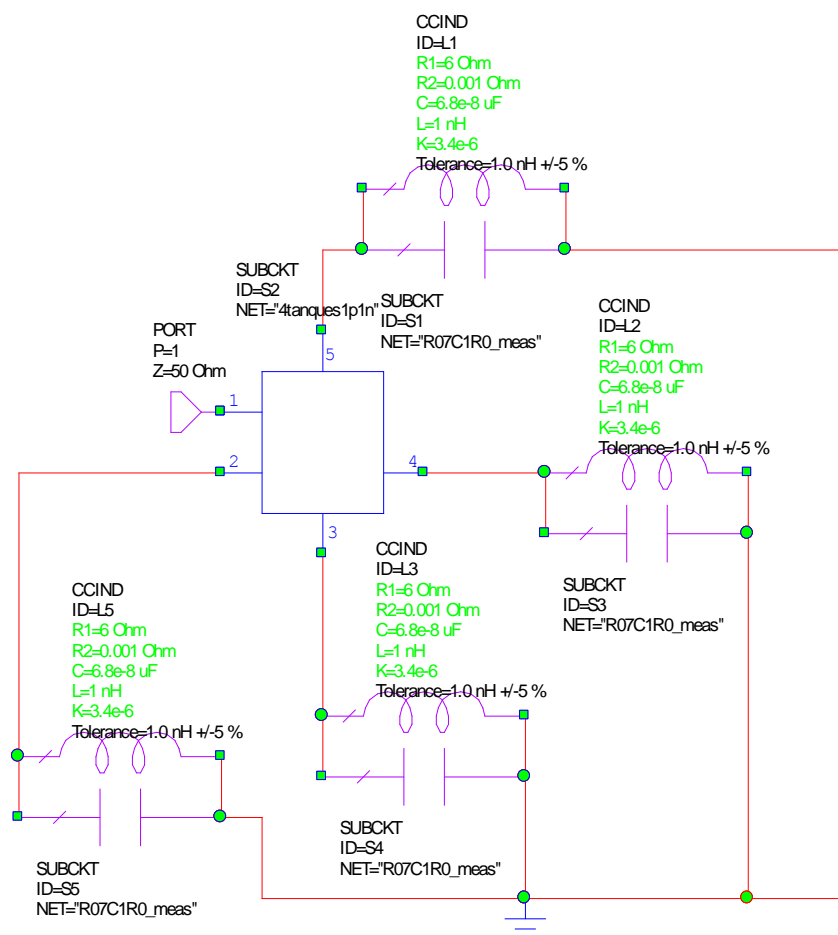 CCIND
ID=L1
R1=6 Ohm
R2=0.001 Ohm
C=6.8e-8 uF
L=1 nH
K=3.4e-6
Tolerance=1.0 nH +/-5 %
SUBCKT
ID=S2
NET="4tanques1p1n"
SUBCKT
ID=S1
NET="R07C1R0_meas"
CCIND
ID=L2
R1=6 Ohm
R2=0.001 Ohm
C=6.8e-8 uF
L=1 nH
K=3.4e-6
Tolerance=1.0 nH +/-5 %
PORT
P=1
Z=50 Ohm
5
1
2
4
3
SUBCKT
ID=S3
NET="R07C1R0_meas"
CCIND
ID=L3
R1=6 Ohm
R2=0.001 Ohm
C=6.8e-8 uF
L=1 nH
K=3.4e-6
Tolerance=1.0 nH +/-5 %
CCIND
ID=L5
R1=6 Ohm
R2=0.001 Ohm
C=6.8e-8 uF
L=1 nH
K=3.4e-6
Tolerance=1.0 nH +/-5 %
SUBCKT
ID=S4
NET="R07C1R0_meas"
SUBCKT
ID=S5
NET="R07C1R0_meas"